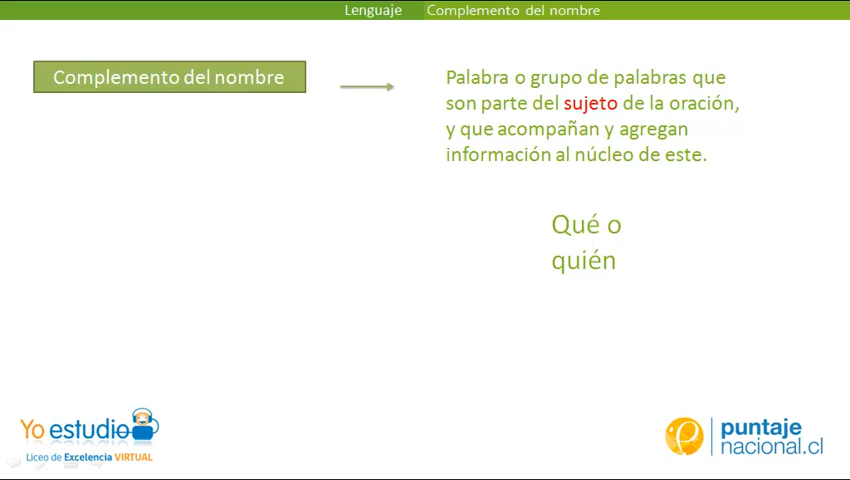 Lenguaje Complemento del nombre
Complemento del nombre
Palabra o grupo de palabras que
son parte del sujeto de la oración,
y que acompañan y agregan
información al núcleo de este.
Qué o
quién
Yo estudio
Liceo de Excelencia VIRTUAL
puntaje
nacional.cl